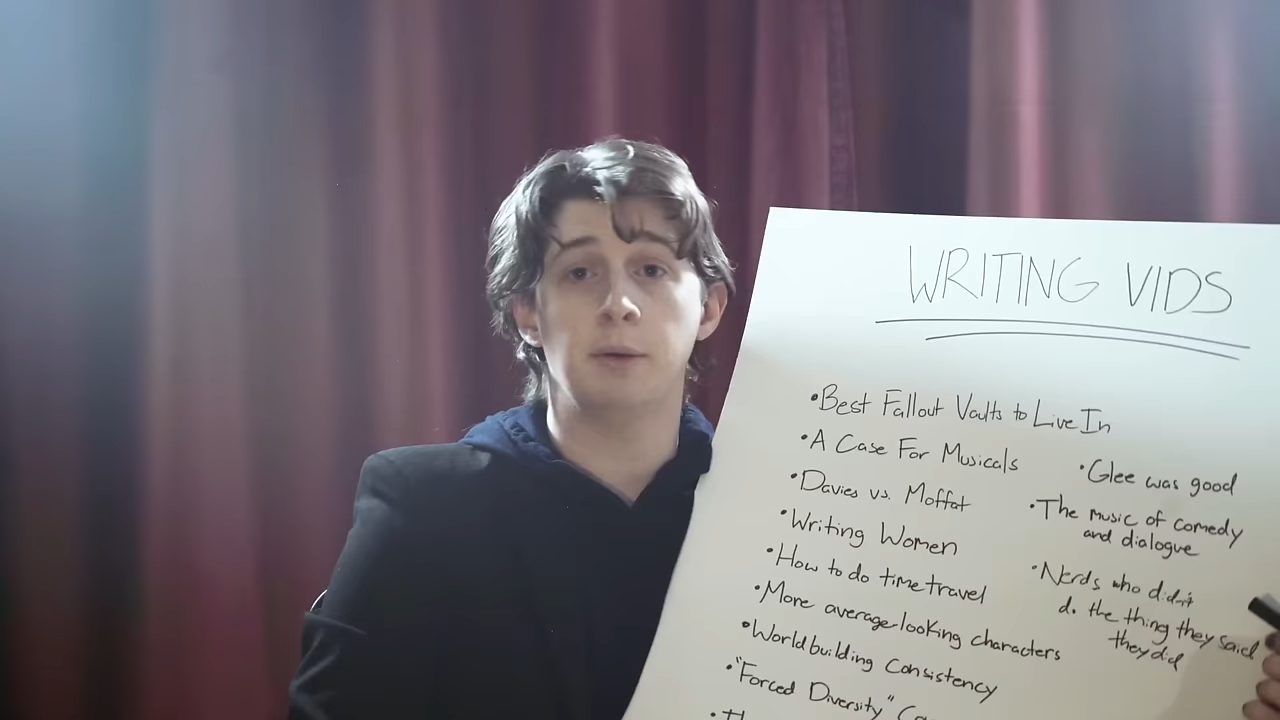 WRITING VIDS
•Best Fallout Vaults to Live In
•A Case For Musicals
•Davies vs. Moffat
•Writing Women
•How to do time travel
•More average-looking characters
•Worldbuilding Consistency
•"Forced Diversity"
•Glee was good
•The music of comedy
and dialogue
•Nerds who didn't
do the thing they said
they did